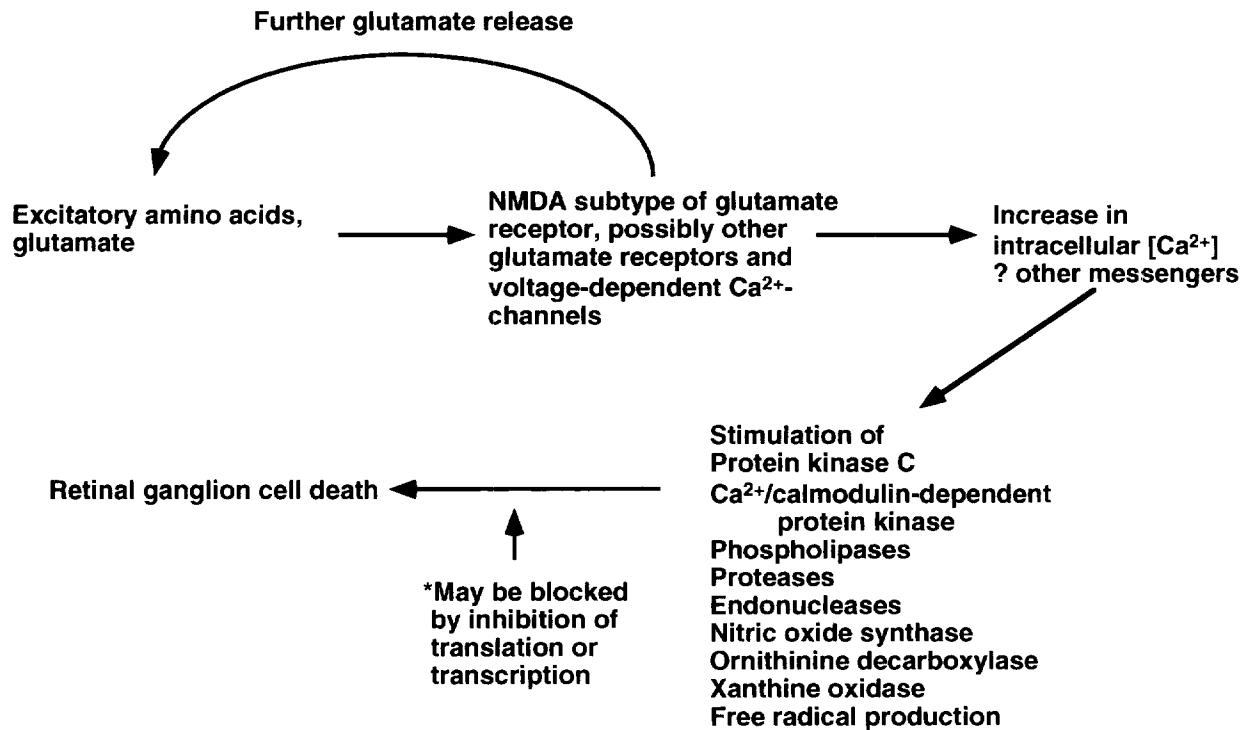 Further glutamate release
Excitatory amino acids,
glutamate
NMDA subtype of glutamate
receptor, possibly other
glutamate receptors and
voltage-dependent Ca²⁺-
channels
Increase in
intracellular [Ca²⁺]
? other messengers
Stimulation of
Protein kinase C
Ca²⁺/calmodulin-dependent
protein kinase
Phospholipases
Proteases
Endonucleases
Nitric oxide synthase
Ornithinine decarboxylase
Xanthine oxidase
Free radical production
Retinal ganglion cell death
*May be blocked
by inhibition of
translation or
transcription